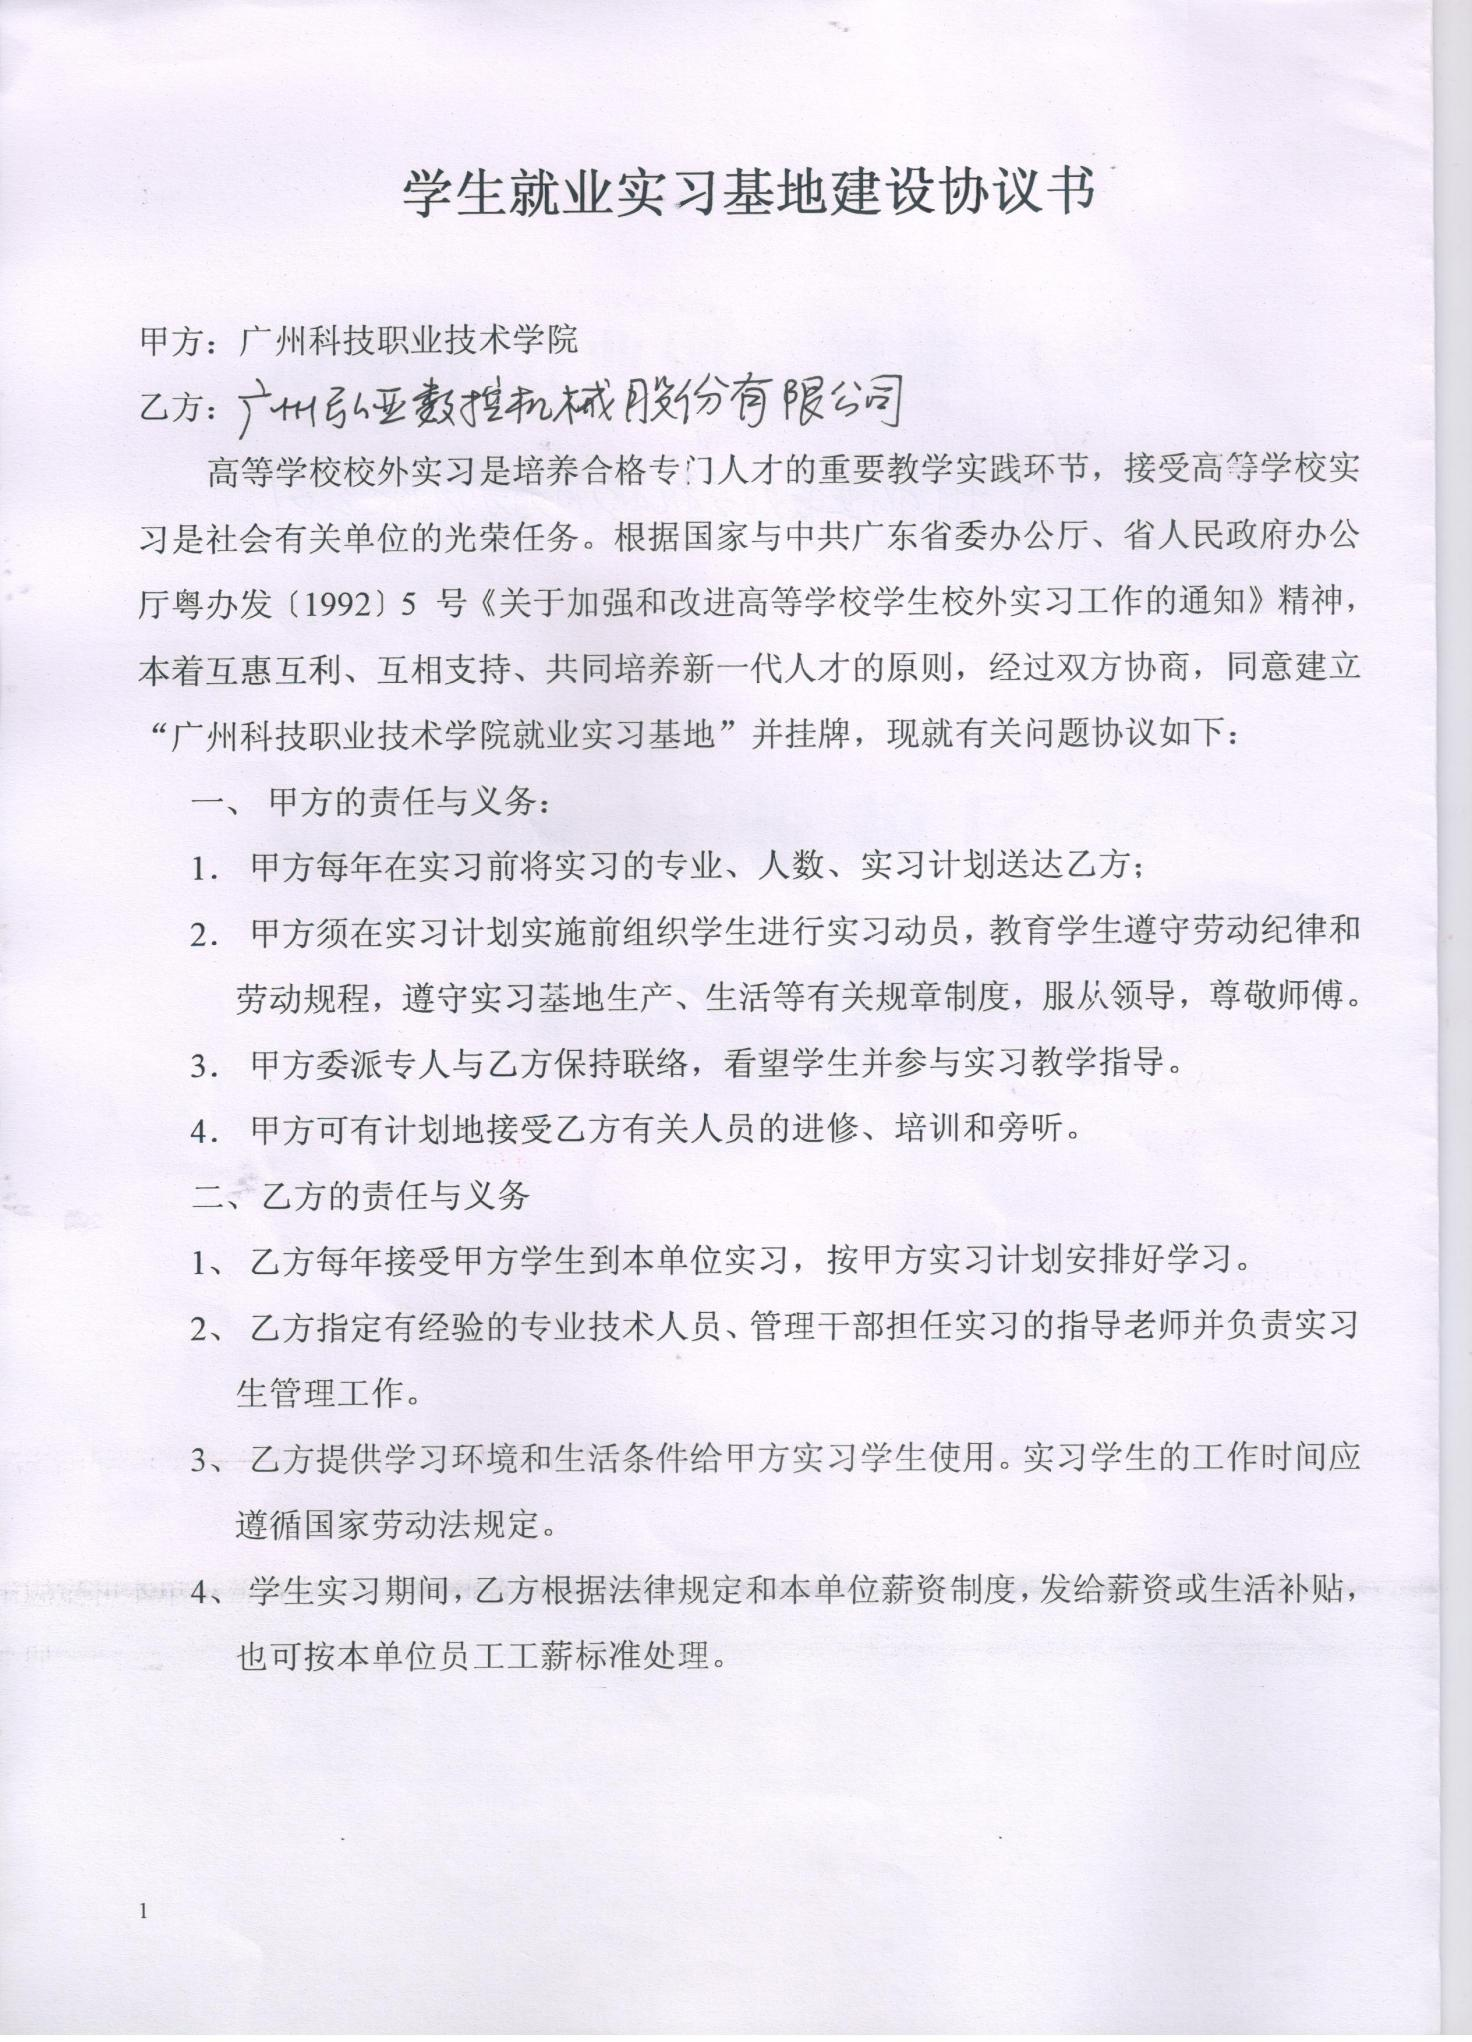 学生就业实习基地建设协议书
甲方：广州科技职业技术学院
乙方：广州弘亚数控机械股份有限公司
高等学校校外实习是培养合格专门人才的重要教学实践环节，接受高等学校实
习是社会有关单位的光荣任务。根据国家与中共广东省委办公厅、省人民政府办公
厅粤办发〔1992〕5 号《关于加强和改进高等学校学生校外实习工作的通知》精神，
本着互惠互利、互相支持、共同培养新一代人才的原则，经过双方协商，同意建立
“广州科技职业技术学院就业实习基地”并挂牌，现就有关问题协议如下：
一、 甲方的责任与义务：
1． 甲方每年在实习前将实习的专业、人数、实习计划送达乙方；
2． 甲方须在实习计划实施前组织学生进行实习动员，教育学生遵守劳动纪律和
劳动规程，遵守实习基地生产、生活等有关规章制度，服从领导，尊敬师傅。
3． 甲方委派专人与乙方保持联络，看望学生并参与实习教学指导。
4． 甲方可有计划地接受乙方有关人员的进修、培训和旁听。
二、乙方的责任与义务
1、 乙方每年接受甲方学生到本单位实习，按甲方实习计划安排好学习。
2、 乙方指定有经验的专业技术人员、管理干部担任实习的指导老师并负责实习
生管理工作。
3、 乙方提供学习环境和生活条件给甲方实习学生使用。实习学生的工作时间应
遵循国家劳动法规定。
4、 学生实习期间，乙方根据法律规定和本单位薪资制度，发给薪资或生活补贴，
也可按本单位员工工薪标准处理。
1